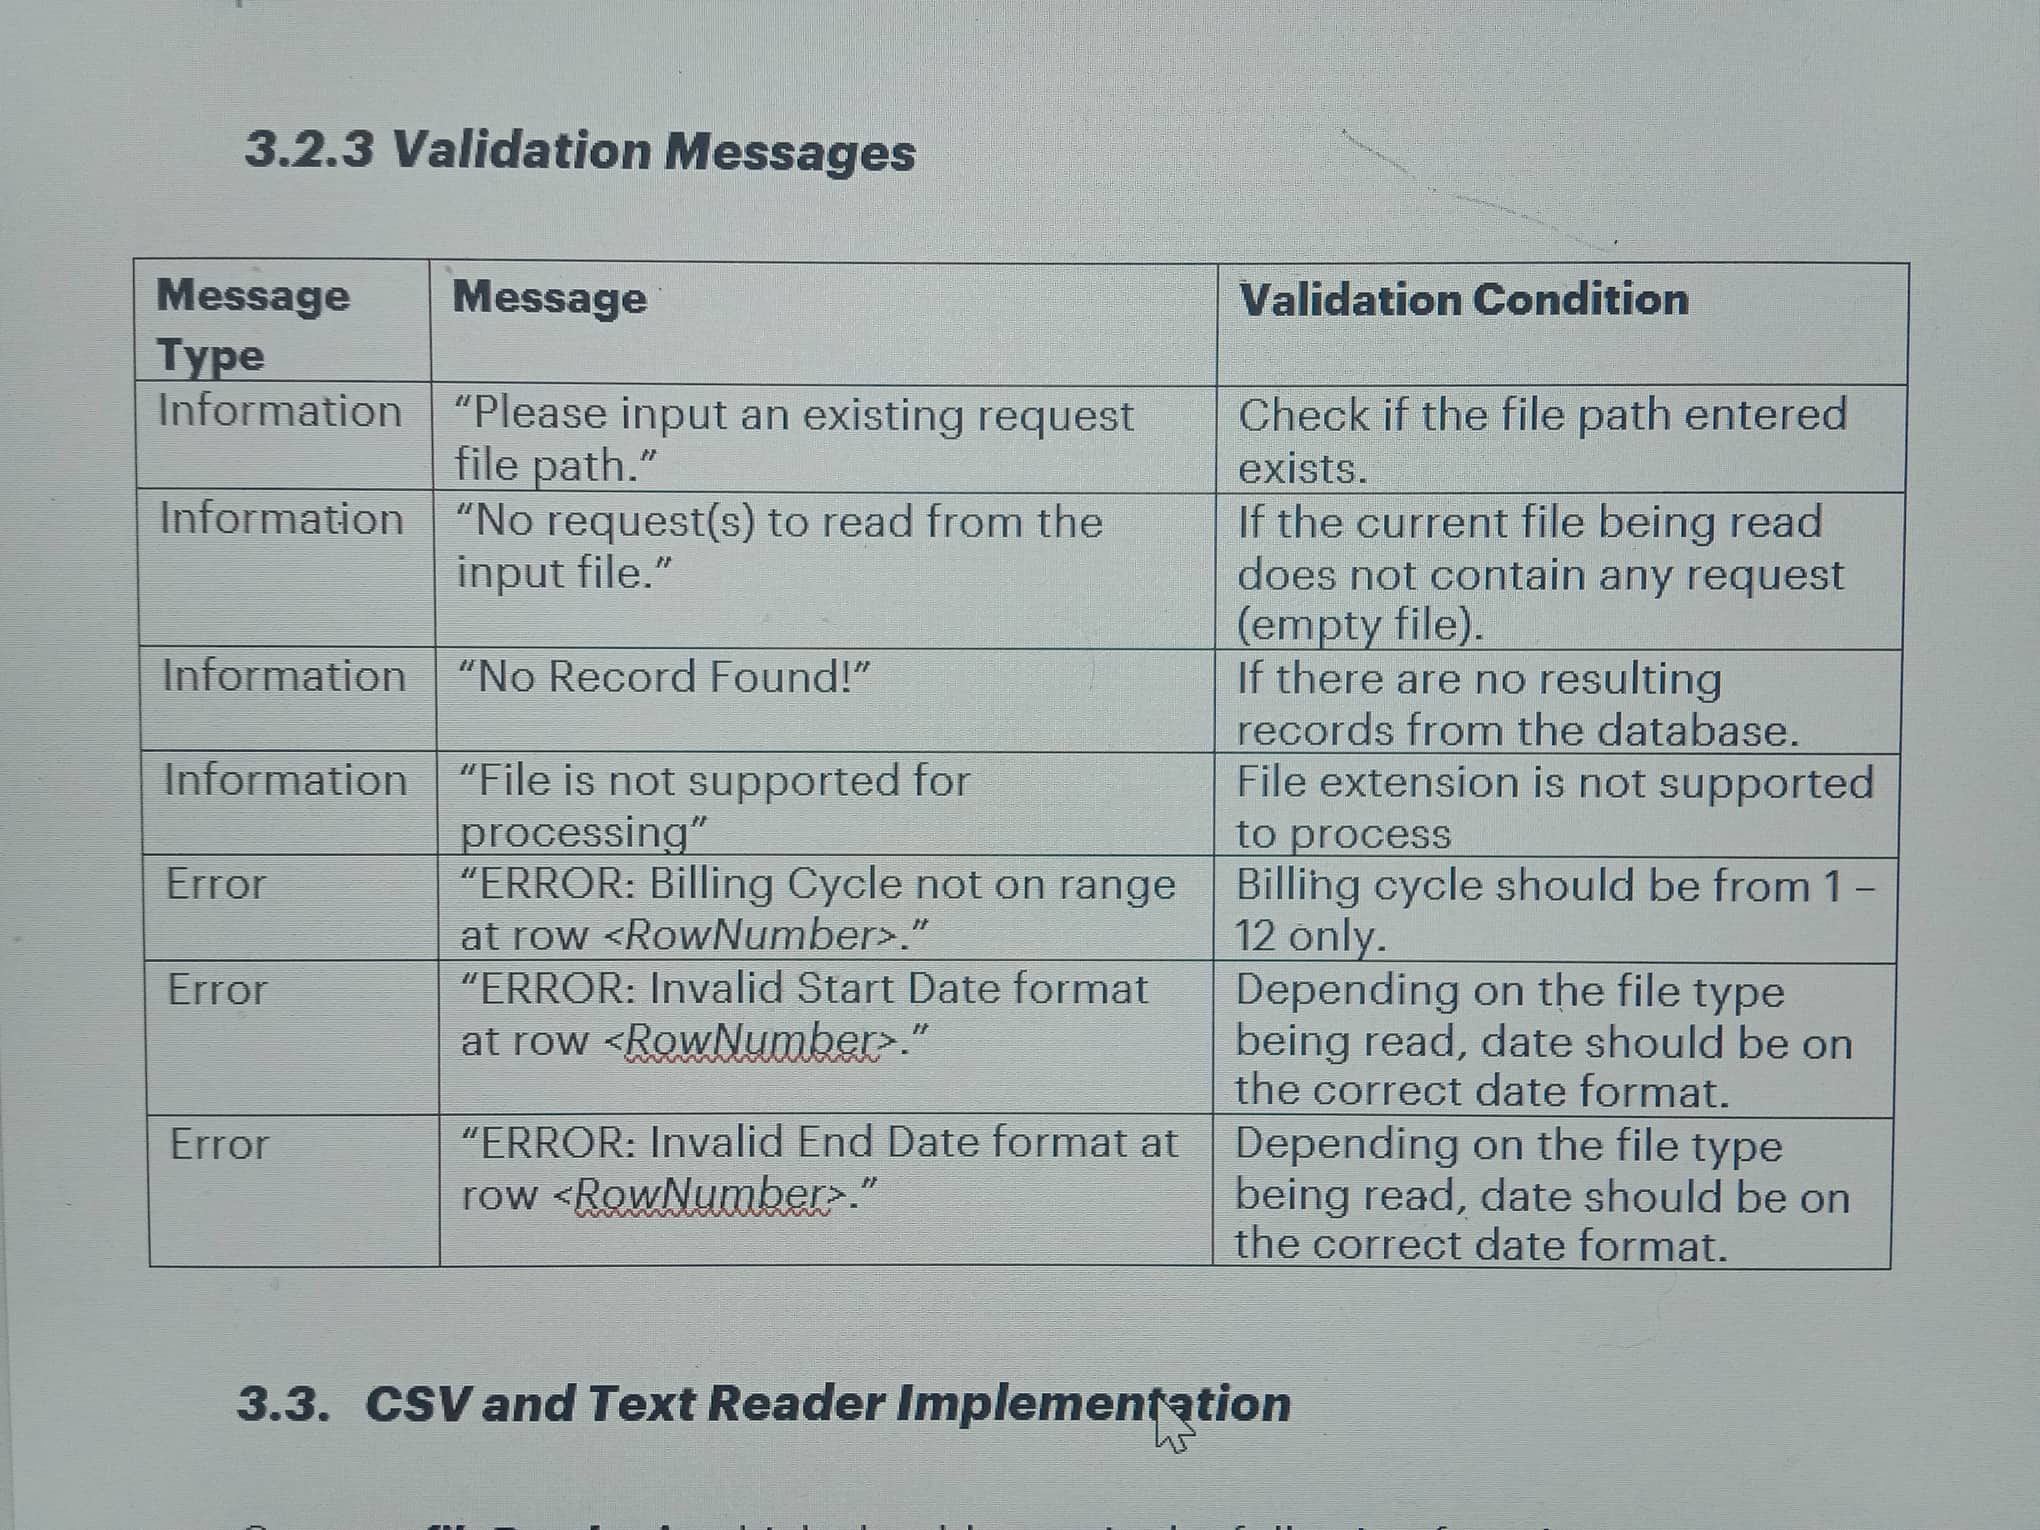 3.2.3 Validation Messages
Message
Type
Message
Validation Condition
Information
“Please input an existing request
file path.”
Check if the file path entered
exists.
Information
“No request(s) to read from the
input file.”
If the current file being read
does not contain any request
(empty file).
Information
“No Record Found!”
If there are no resulting
records from the database.
Information
“File is not supported for
processing”
File extension is not supported
to process
Error
“ERROR: Billing Cycle not on range
at row <RowNumber>.”
Billing cycle should be from 1 –
12 only.
Error
“ERROR: Invalid Start Date format
at row <RowNumber>.”
Depending on the file type
being read, date should be on
the correct date format.
Error
“ERROR: Invalid End Date format at
row <RowNumber>.”
Depending on the file type
being read, date should be on
the correct date format.
3.3. CSV and Text Reader Implementation